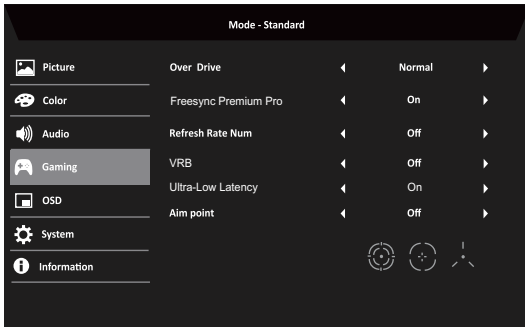 Mode - Standard
Picture
Over Drive Normal
Color
Freesync Premium Pro On
Audio
Refresh Rate Num Off
Gaming
VRB Off
Ultra-Low Latency On
OSD
Aim point Off
System
Information